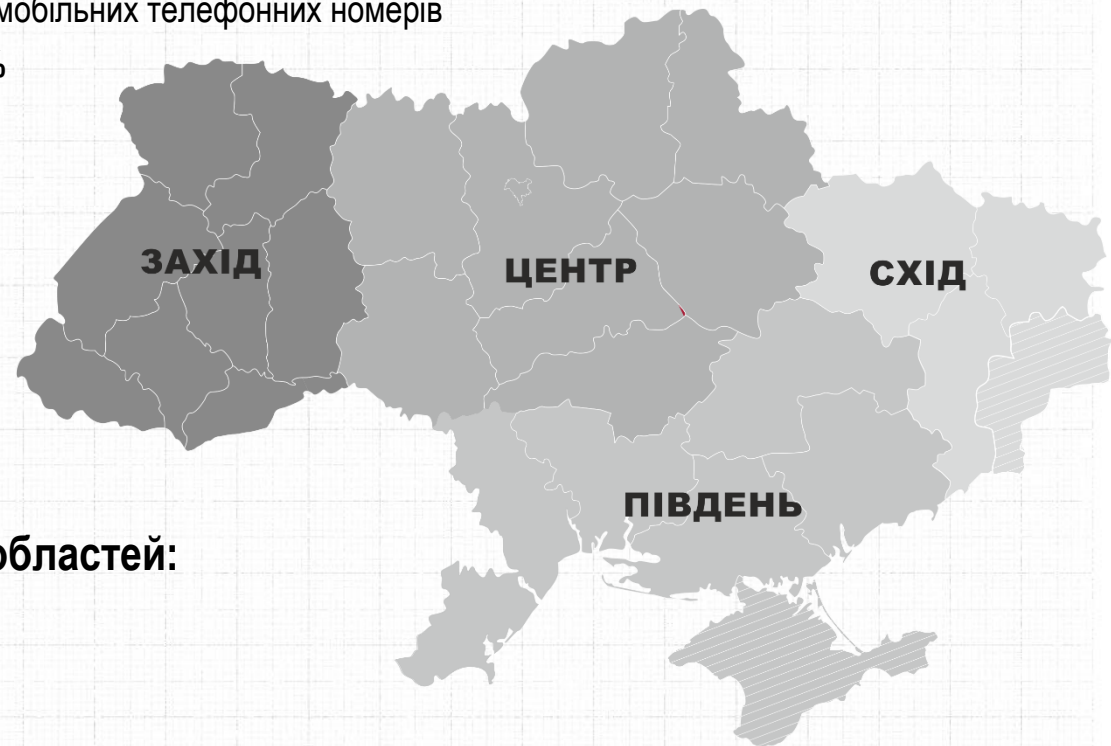 мобільних телефонних номерів
ЗАХІД
ЦЕНТР
СХІД
ПІВДЕНЬ
областей: